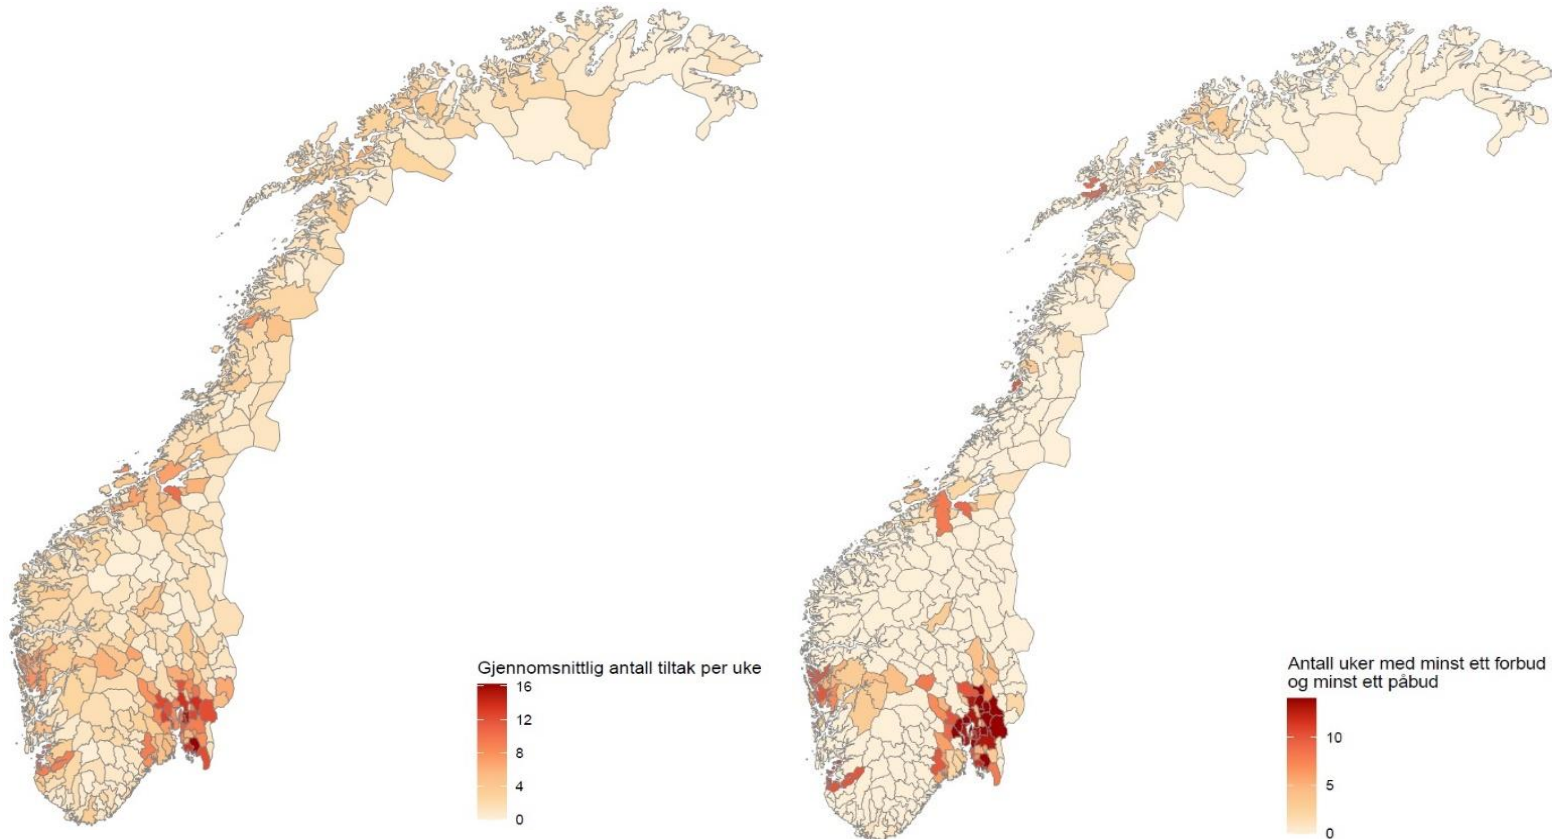 Gjennomsnittlig antall tiltak per uke
16
12
8
4
0
Antall uker med minst ett forbud
og minst ett påbud
10
5
0